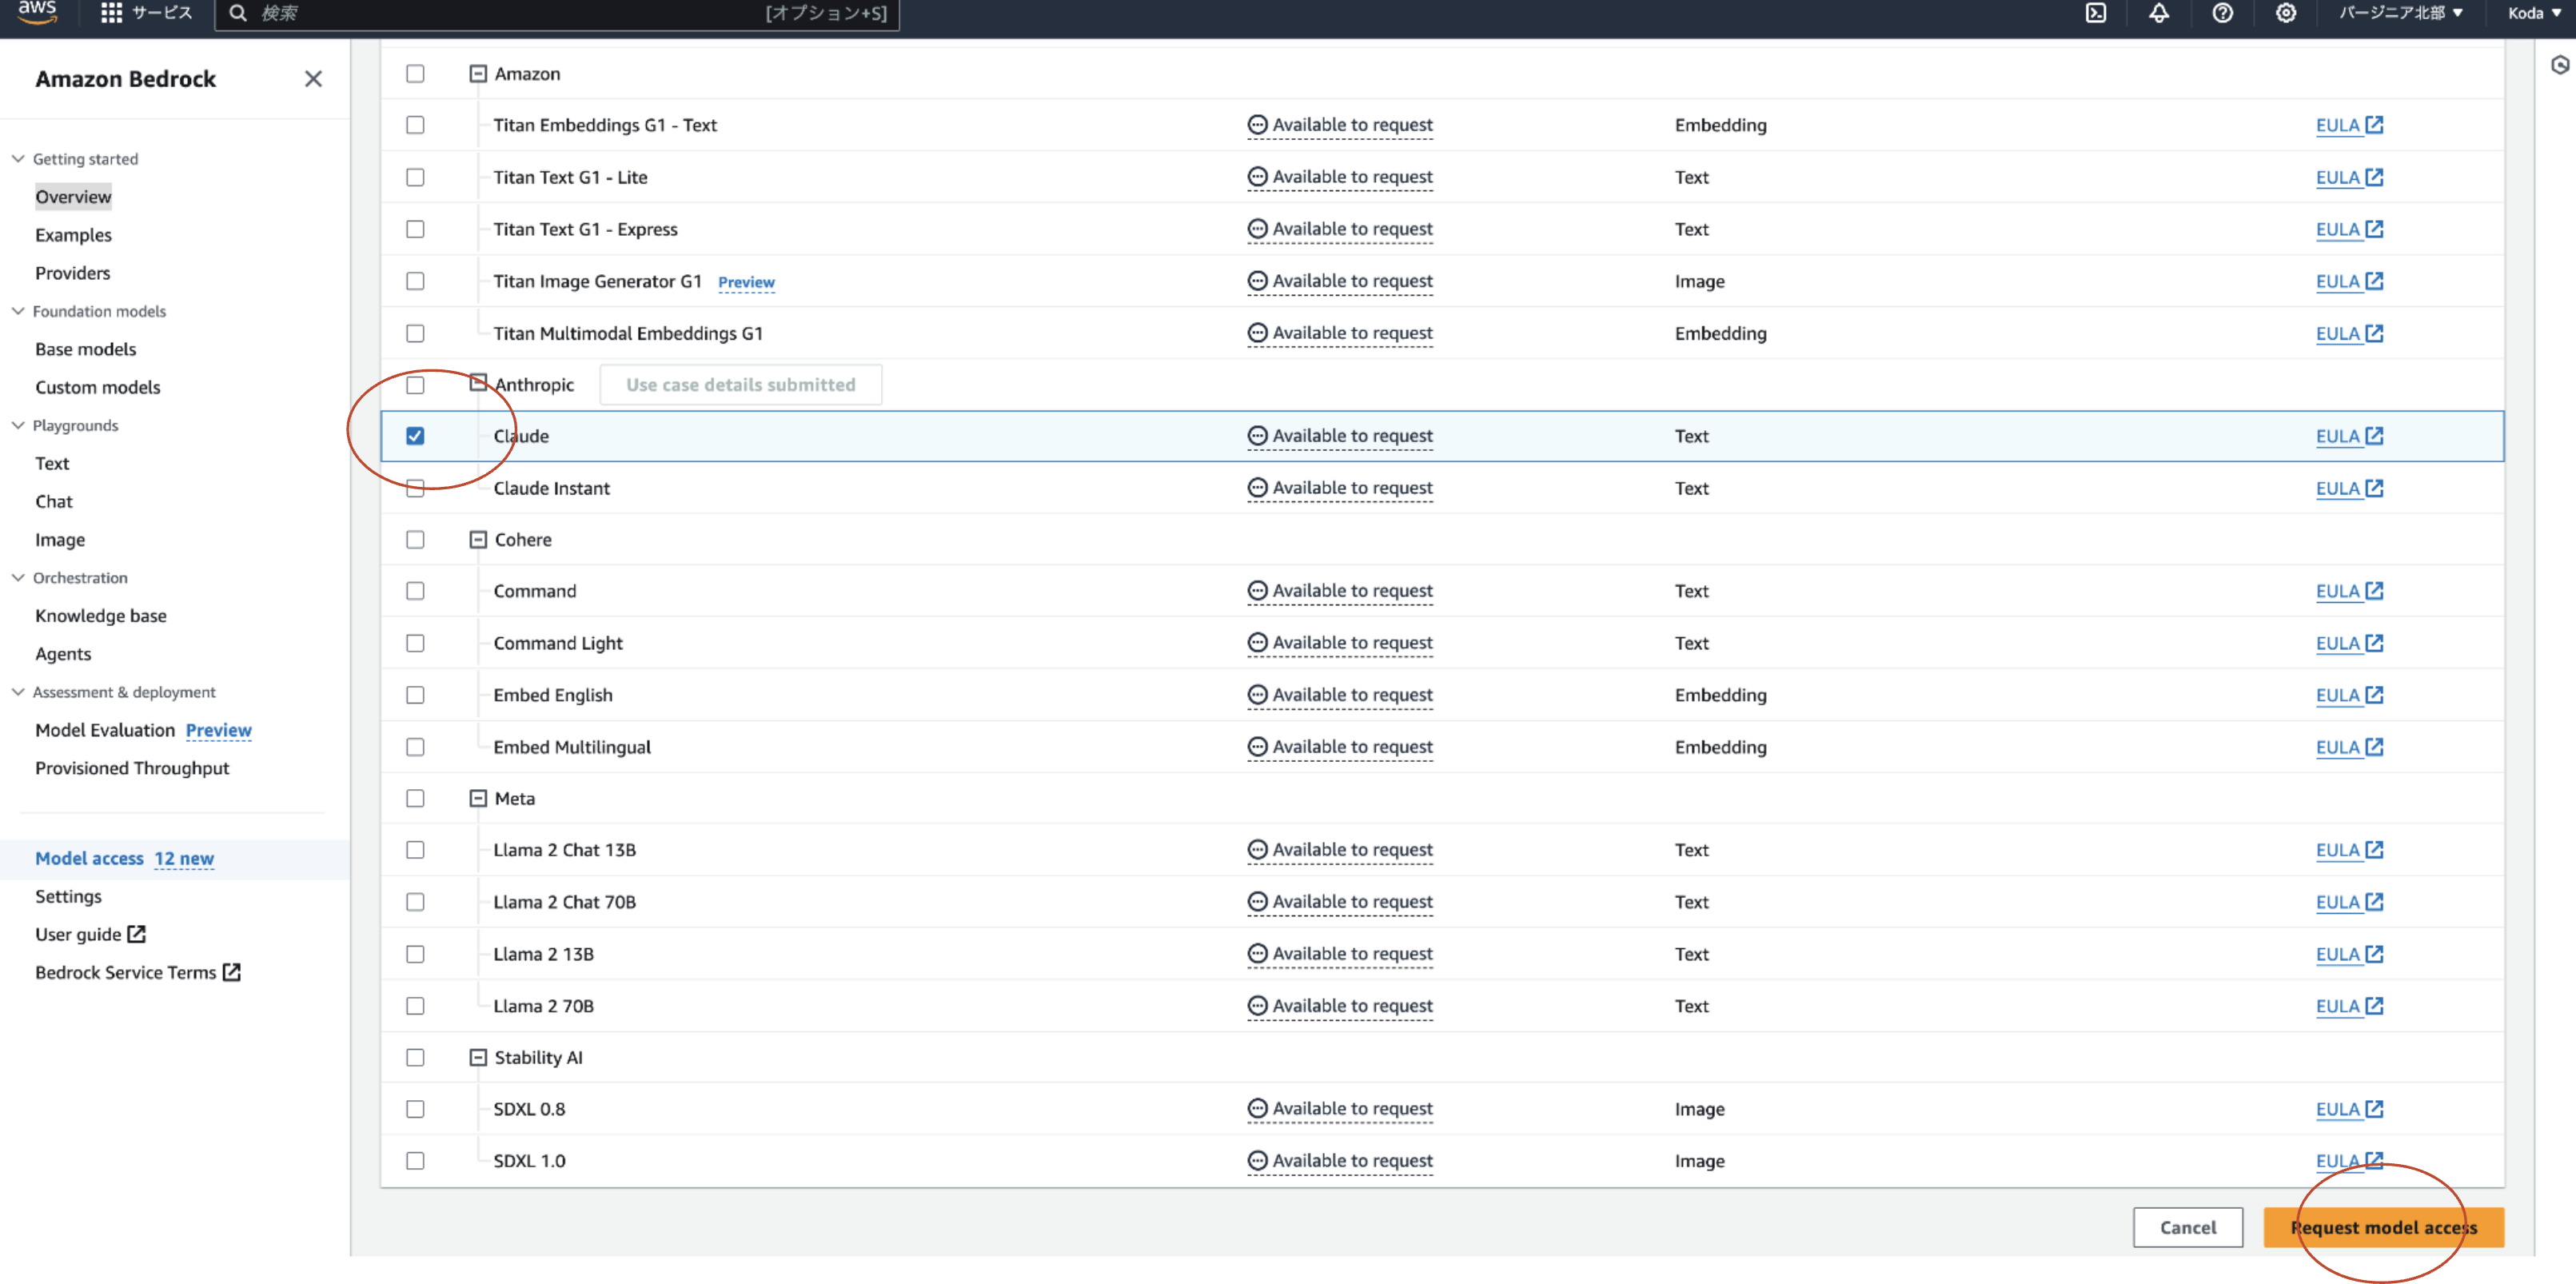 aws サービス 検索 [オプション+S] バージニア北部 Koda
Amazon Bedrock
Getting started
Overview
Examples
Providers
Foundation models
Base models
Custom models
Playgrounds
Text
Chat
Image
Orchestration
Knowledge base
Agents
Assessment & deployment
Model Evaluation Preview
Provisioned Throughput
Model access 12 new
Settings
User guide
Bedrock Service Terms
Amazon
Titan Embeddings G1 - Text Available to request Embedding EULA
Titan Text G1 - Lite Available to request Text EULA
Titan Text G1 - Express Available to request Text EULA
Titan Image Generator G1 Preview Available to request Image EULA
Titan Multimodal Embeddings G1 Available to request Embedding EULA
Anthropic Use case details submitted
Claude Available to request Text EULA
Claude Instant Available to request Text EULA
Cohere
Command Available to request Text EULA
Command Light Available to request Text EULA
Embed English Available to request Embedding EULA
Embed Multilingual Available to request Embedding EULA
Meta
Llama 2 Chat 13B Available to request Text EULA
Llama 2 Chat 70B Available to request Text EULA
Llama 2 13B Available to request Text EULA
Llama 2 70B Available to request Text EULA
Stability AI
SDXL 0.8 Available to request Image EULA
SDXL 1.0 Available to request Image EULA
Cancel Request model access